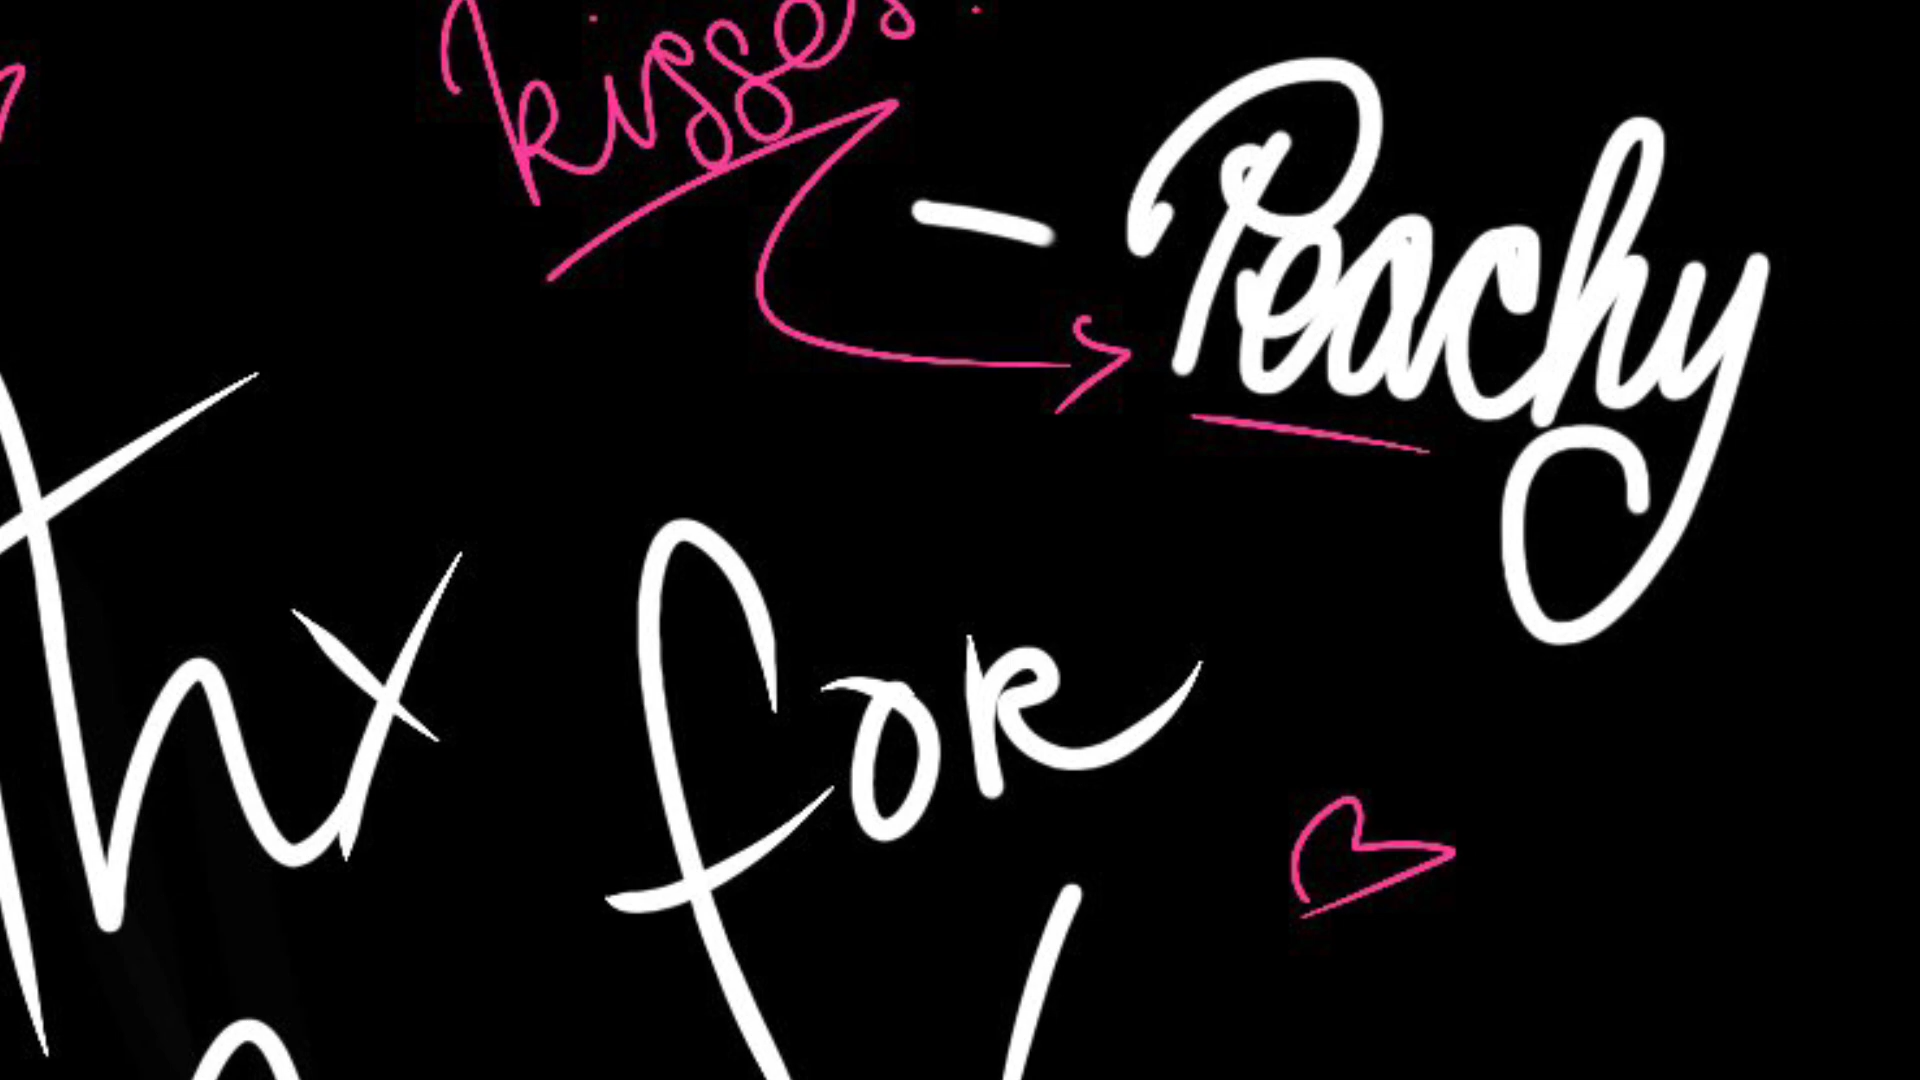 kisses.
- Peachy
Thx for